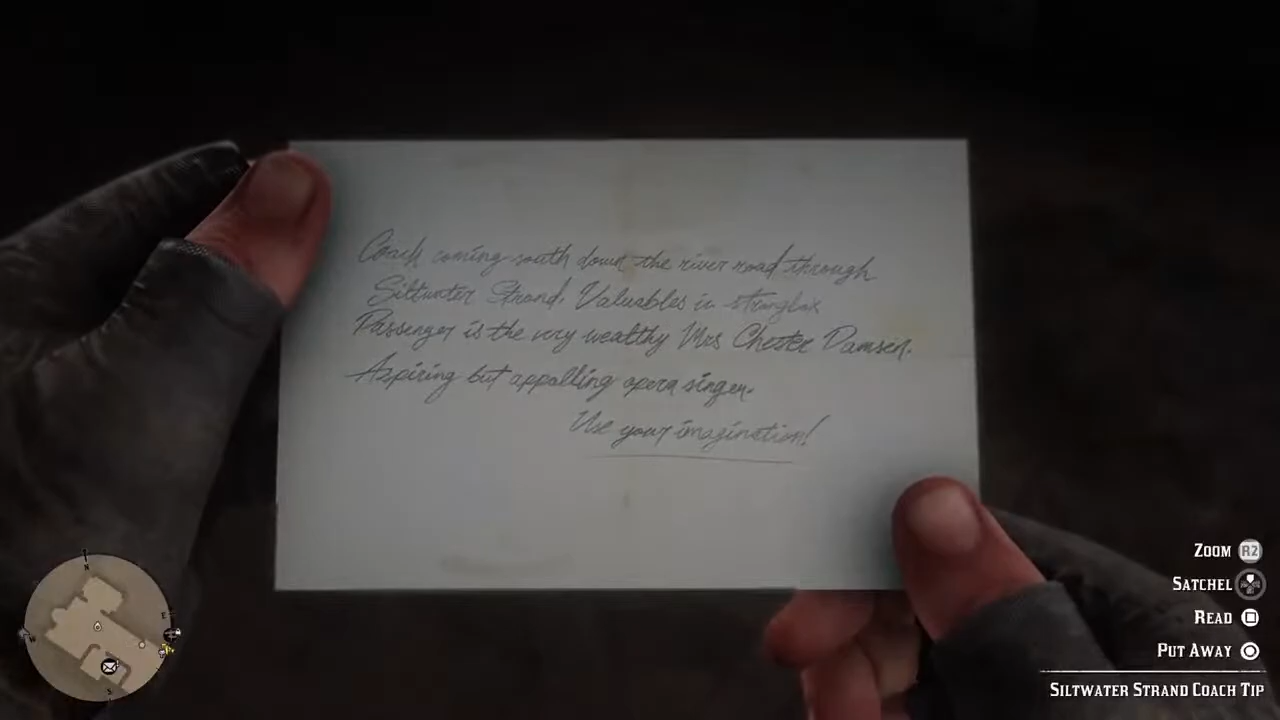 Coach coming south down the river road through
Siltwater Strand. Valuables in strongbox
Passenger is the very wealthy Mrs Chester Damsen.
Aspiring but appalling opera singer.
Use your imagination!
ZOOM R2
SATCHEL
READ
PUT AWAY
SILTWATER STRAND COACH TIP
N
E
S
W